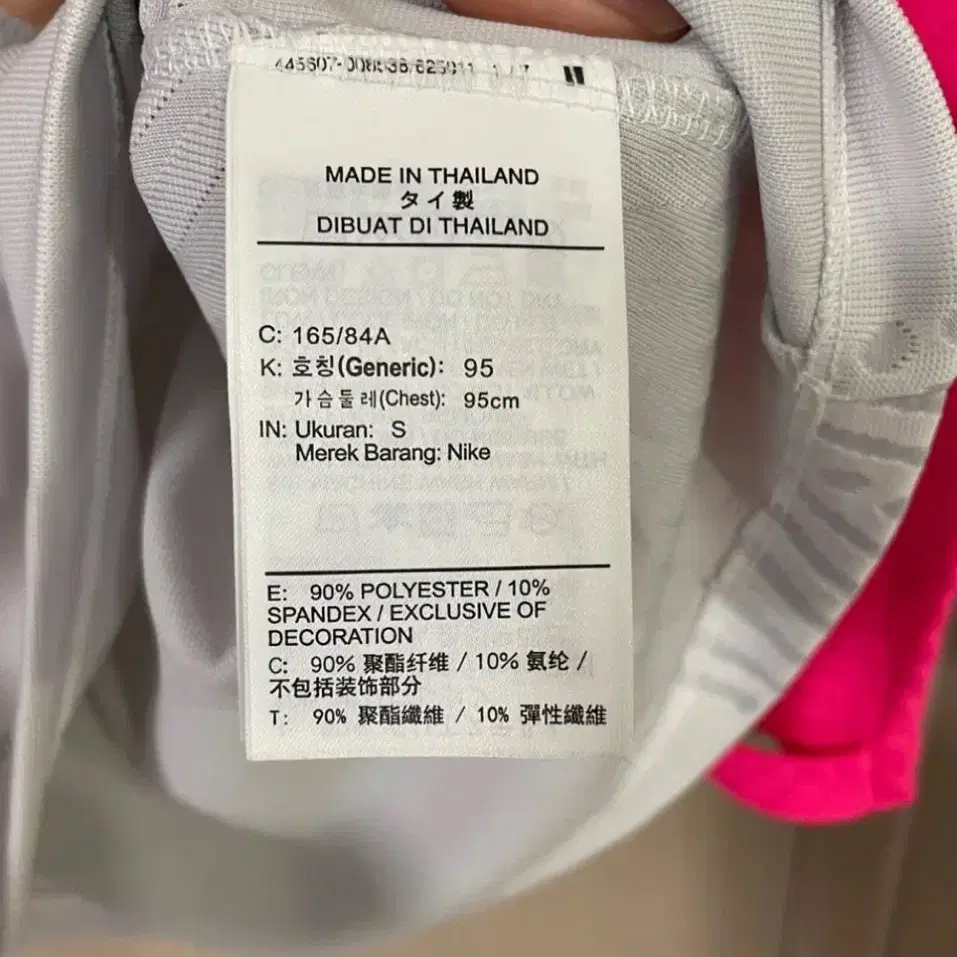 MADE IN THAILAND
タイ製
DIBUAT DI THAILAND
C: 165/84A
K: 호칭(Generic): 95
가슴둘레(Chest): 95cm
IN: Ukuran: S
Merek Barang: Nike
E: 90% POLYESTER / 10%
SPANDEX / EXCLUSIVE OF
DECORATION
C: 90% 聚酯纤维 / 10% 氨纶 /
不包括装饰部分
T: 90% 聚酯纖維 / 10% 彈性纖維